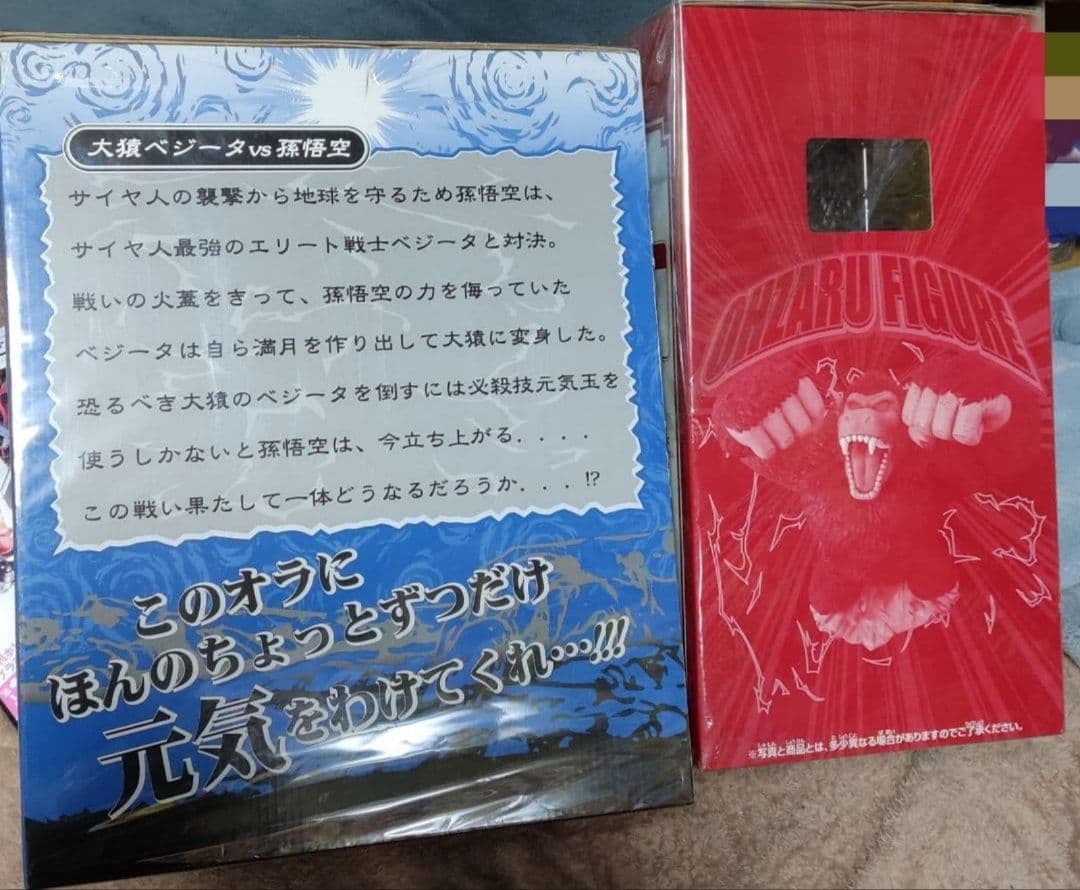 大猿ベジータvs孫悟空
サイヤ人の襲撃から地球を守るため孫悟空は、
サイヤ人最強のエリート戦士ベジータと対決。
戦いの火蓋をきって、孫悟空の力を侮っていた
ベジータは自ら満月を作り出して大猿に変身した。
恐るべき大猿のベジータを倒すには必殺技元気玉を
使うしかないと孫悟空は、今立ち上がる．．．．
この戦い果たして一体どうなるだろうか．．．!?
このオラに
ほんのちょっとずつだけ
元気をわけてくれ…!!!
OHZARU FIGURE
※写真と商品とは、多少異なる場合がありますのでご了承ください。